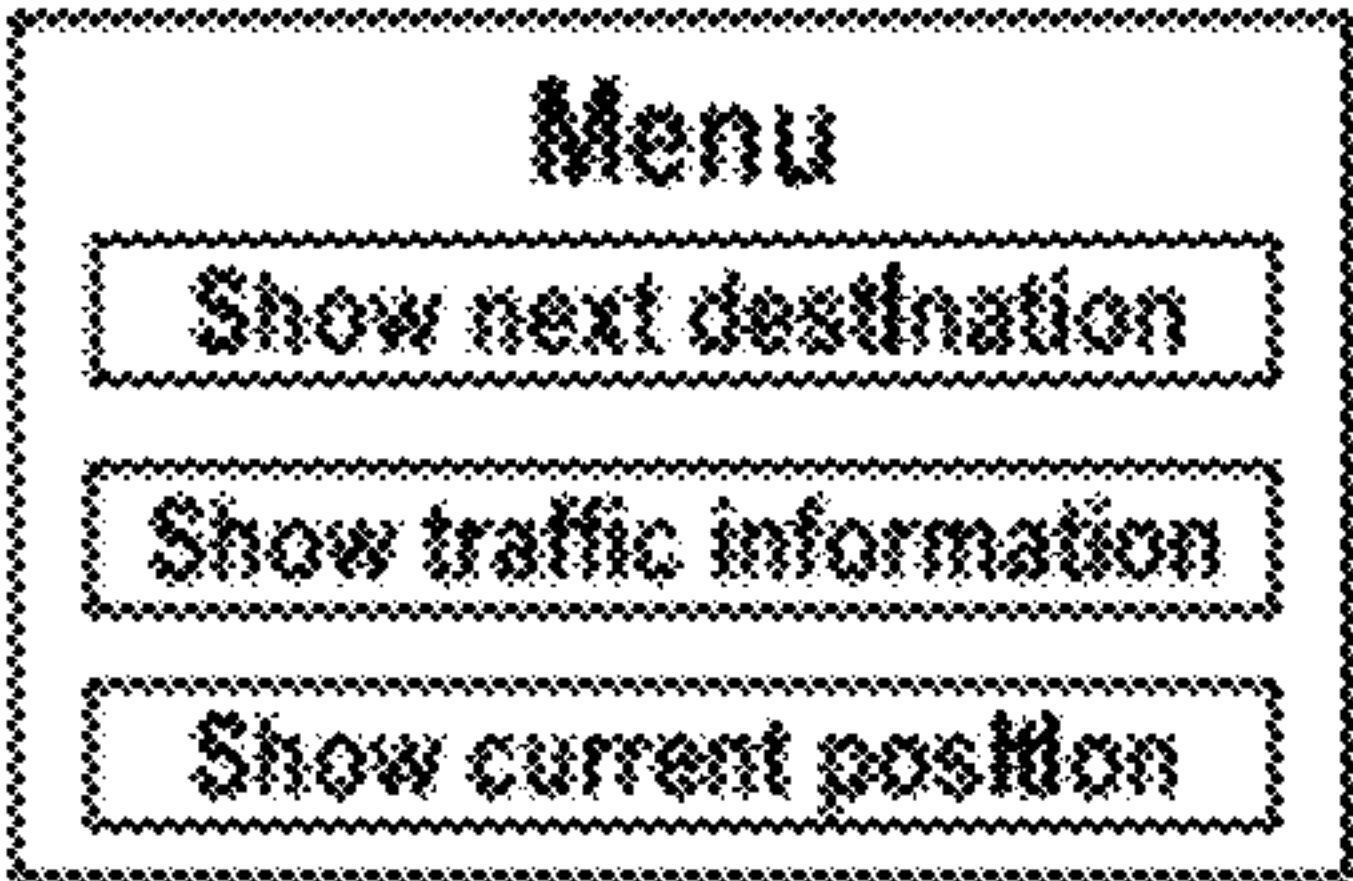 Menu
Show next destination
Show traffic information
Show current position